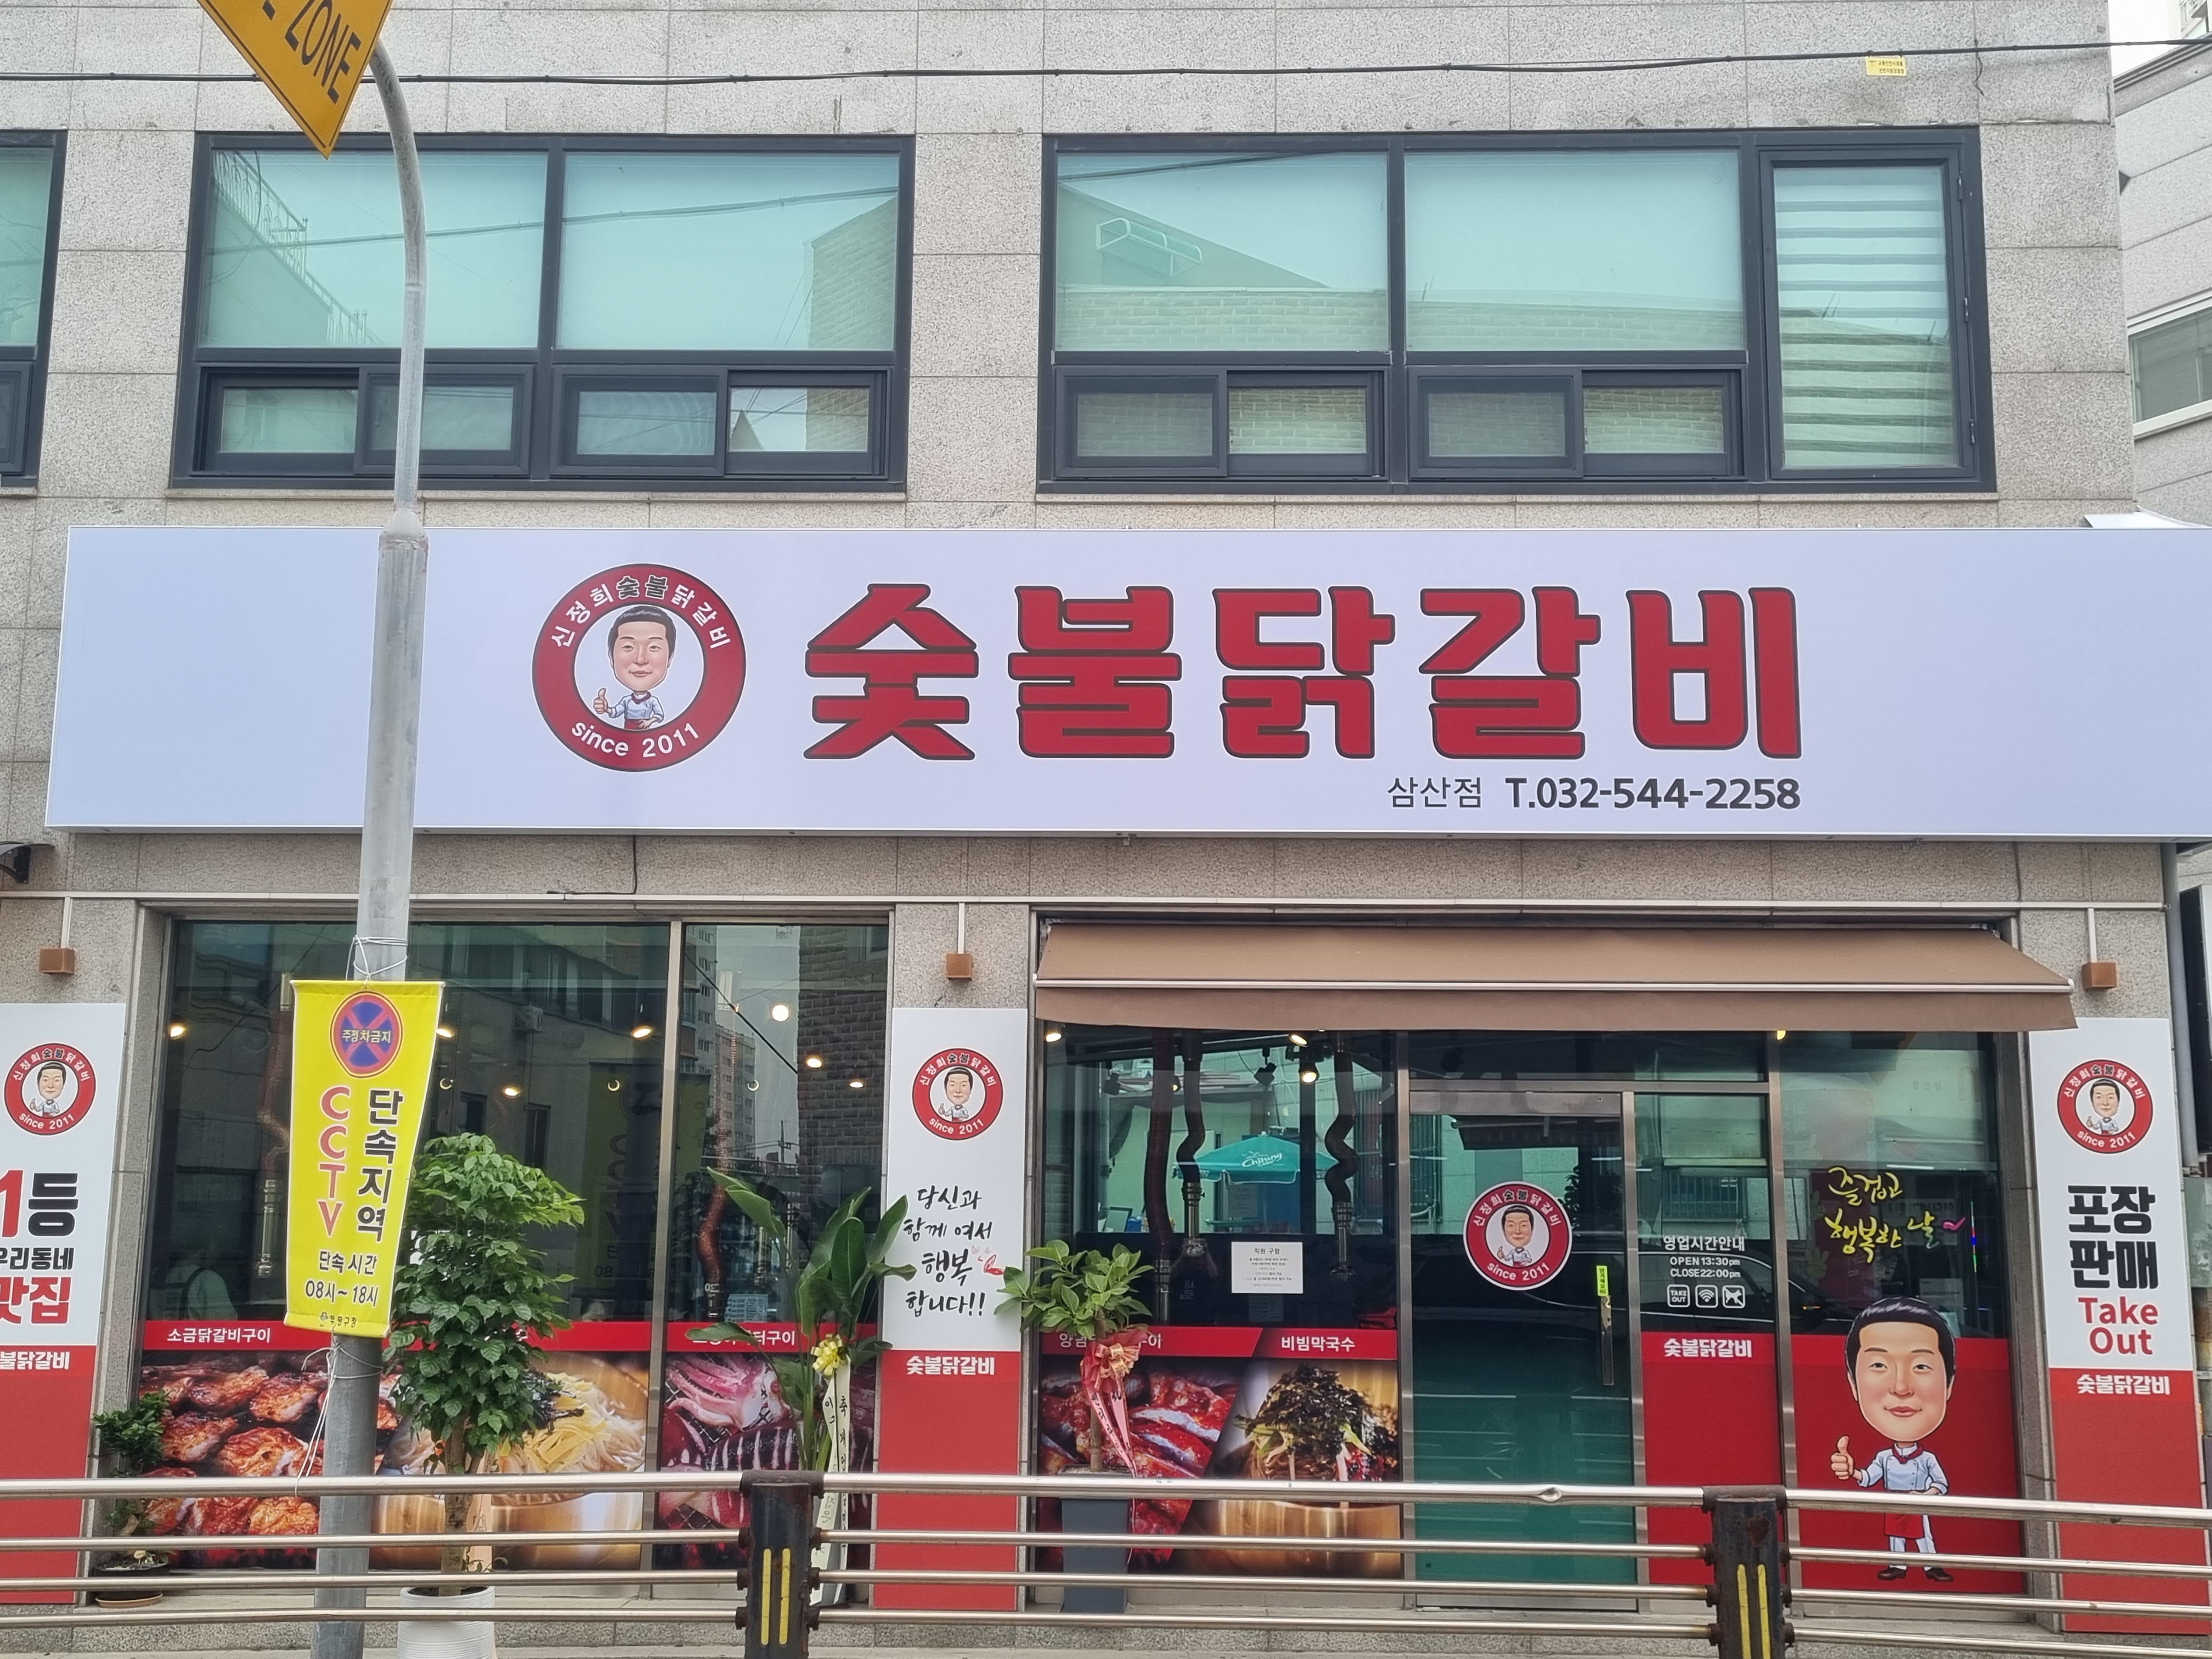 ZONE
신정희숯불닭갈비
since 2011
숯불닭갈비
삼산점 T.032-544-2258
신정희숯불닭갈비
since 2011
1등
우리동네
맛집
숯불닭갈비
주정차금지
CCTV
단속지역
단속시간
08시~18시
소금닭갈비구이
신정희숯불닭갈비
since 2011
당신과
함께 여서
행복
합니다!!
숯불닭갈비
직원 구함
비빔막국수
신정희숯불닭갈비
since 2011
영업시간안내
OPEN 13:30pm
CLOSE 22:00pm
TAKE OUT
숯불닭갈비
즐겁고
행복한 날
신정희숯불닭갈비
since 2011
포장
판매
Take
Out
숯불닭갈비